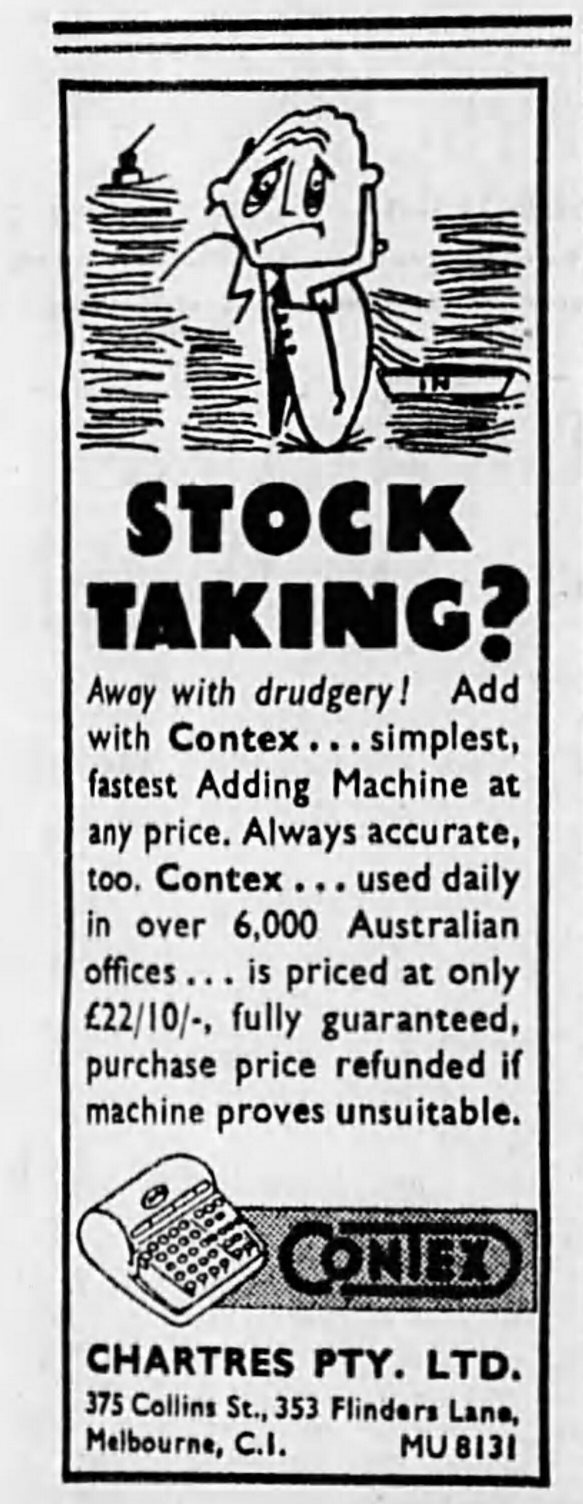 IN
STOCK
TAKING?
Away with drudgery! Add
with Contex... simplest,
fastest Adding Machine at
any price. Always accurate,
too. Contex... used daily
in over 6,000 Australian
offices... is priced at only
£22/10/-, fully guaranteed,
purchase price refunded if
machine proves unsuitable.
CONTEX
CHARTRES PTY. LTD.
375 Collins St., 353 Flinders Lane,
Melbourne, C.1. MU 8131